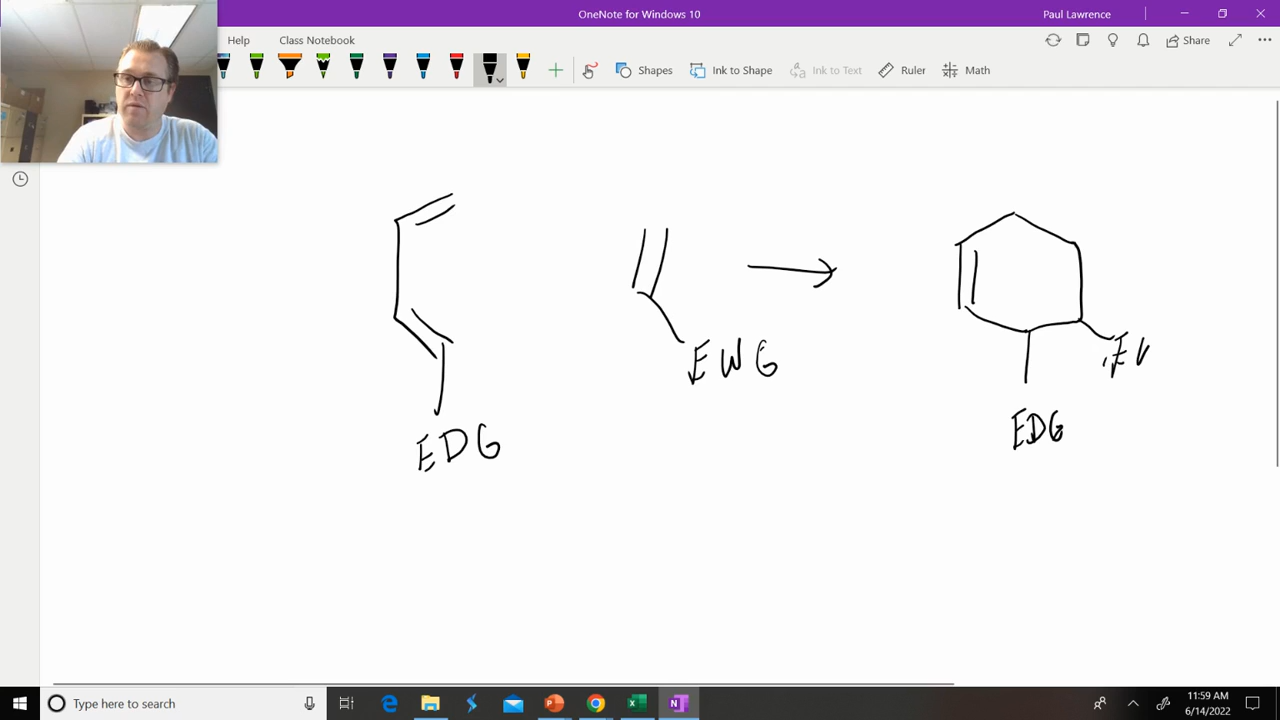 OneNote for Windows 10
Paul Lawrence
Help
Class Notebook
Share
Shapes
Ink to Shape
Ink to Text
Ruler
Math
EWG
EDG
EDG
Type here to search
11:59 AM
6/14/2022